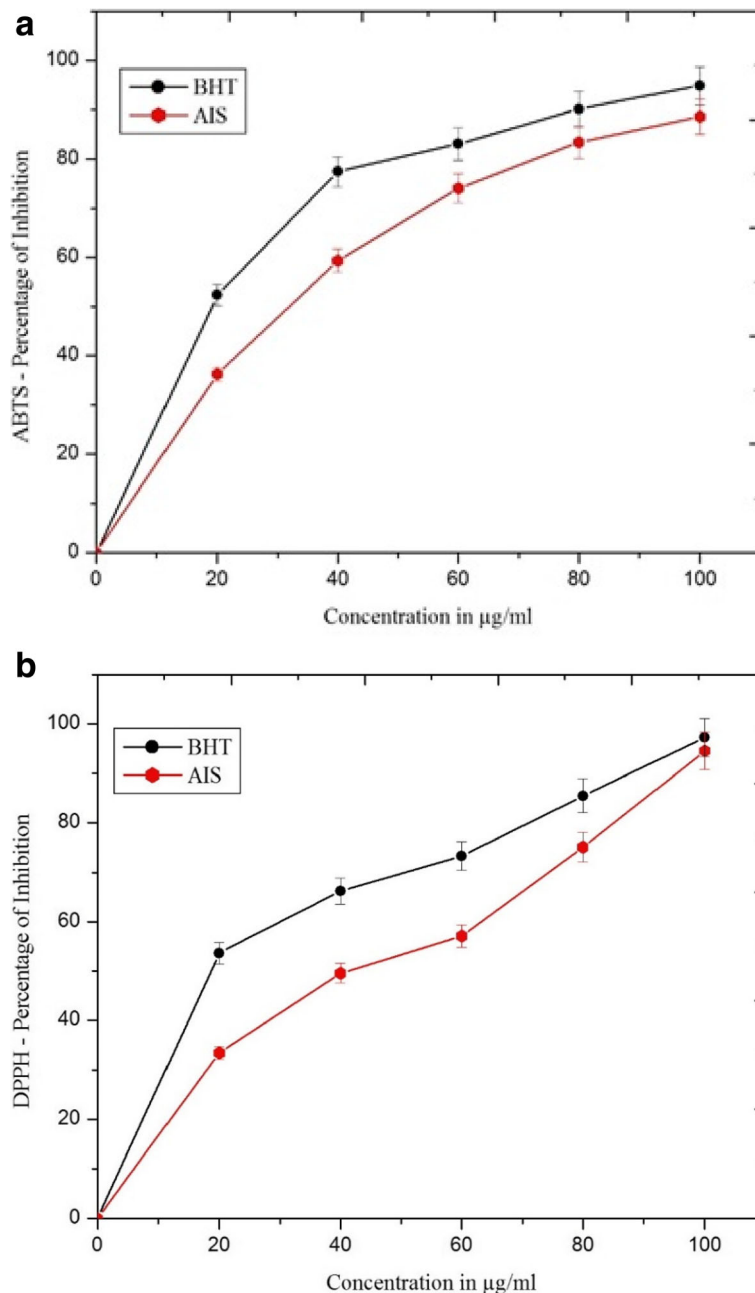 a
100
80
60
40
20
0
BHT
AIS
ABTS - Percentage of Inhibition
0 20 40 60 80 100
Concentration in µg/ml
b
100
80
60
40
20
0
BHT
AIS
DPPH - Percentage of Inhibition
0 20 40 60 80 100
Concentration in µg/ml